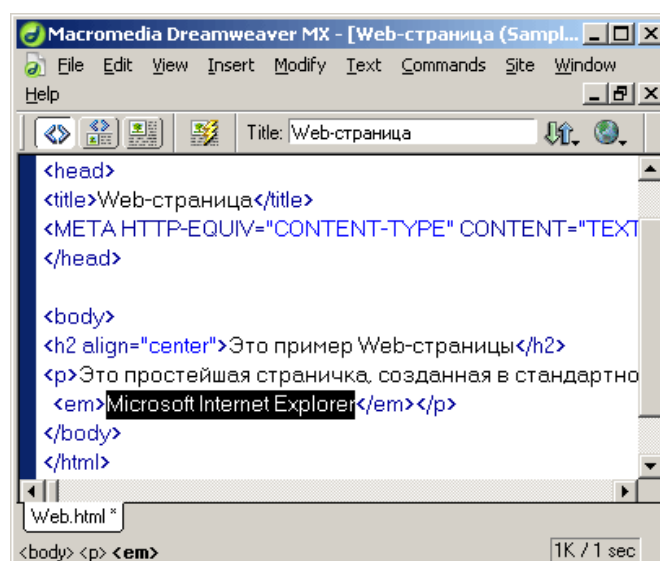 Macromedia Dreamweaver MX - [Web-страница (Sampl...
File Edit View Insert Modify Text Commands Site Window
Help
Title: Web-страница
<head>
<title>Web-страница</title>
<META HTTP-EQUIV="CONTENT-TYPE" CONTENT="TEXT
</head>
<body>
<h2 align="center">Это пример Web-страницы</h2>
<p>Это простейшая страничка, созданная в стандартно
<em>Microsoft Internet Explorer</em></p>
</body>
</html>
Web.html*
<body> <p> <em>
1K / 1 sec